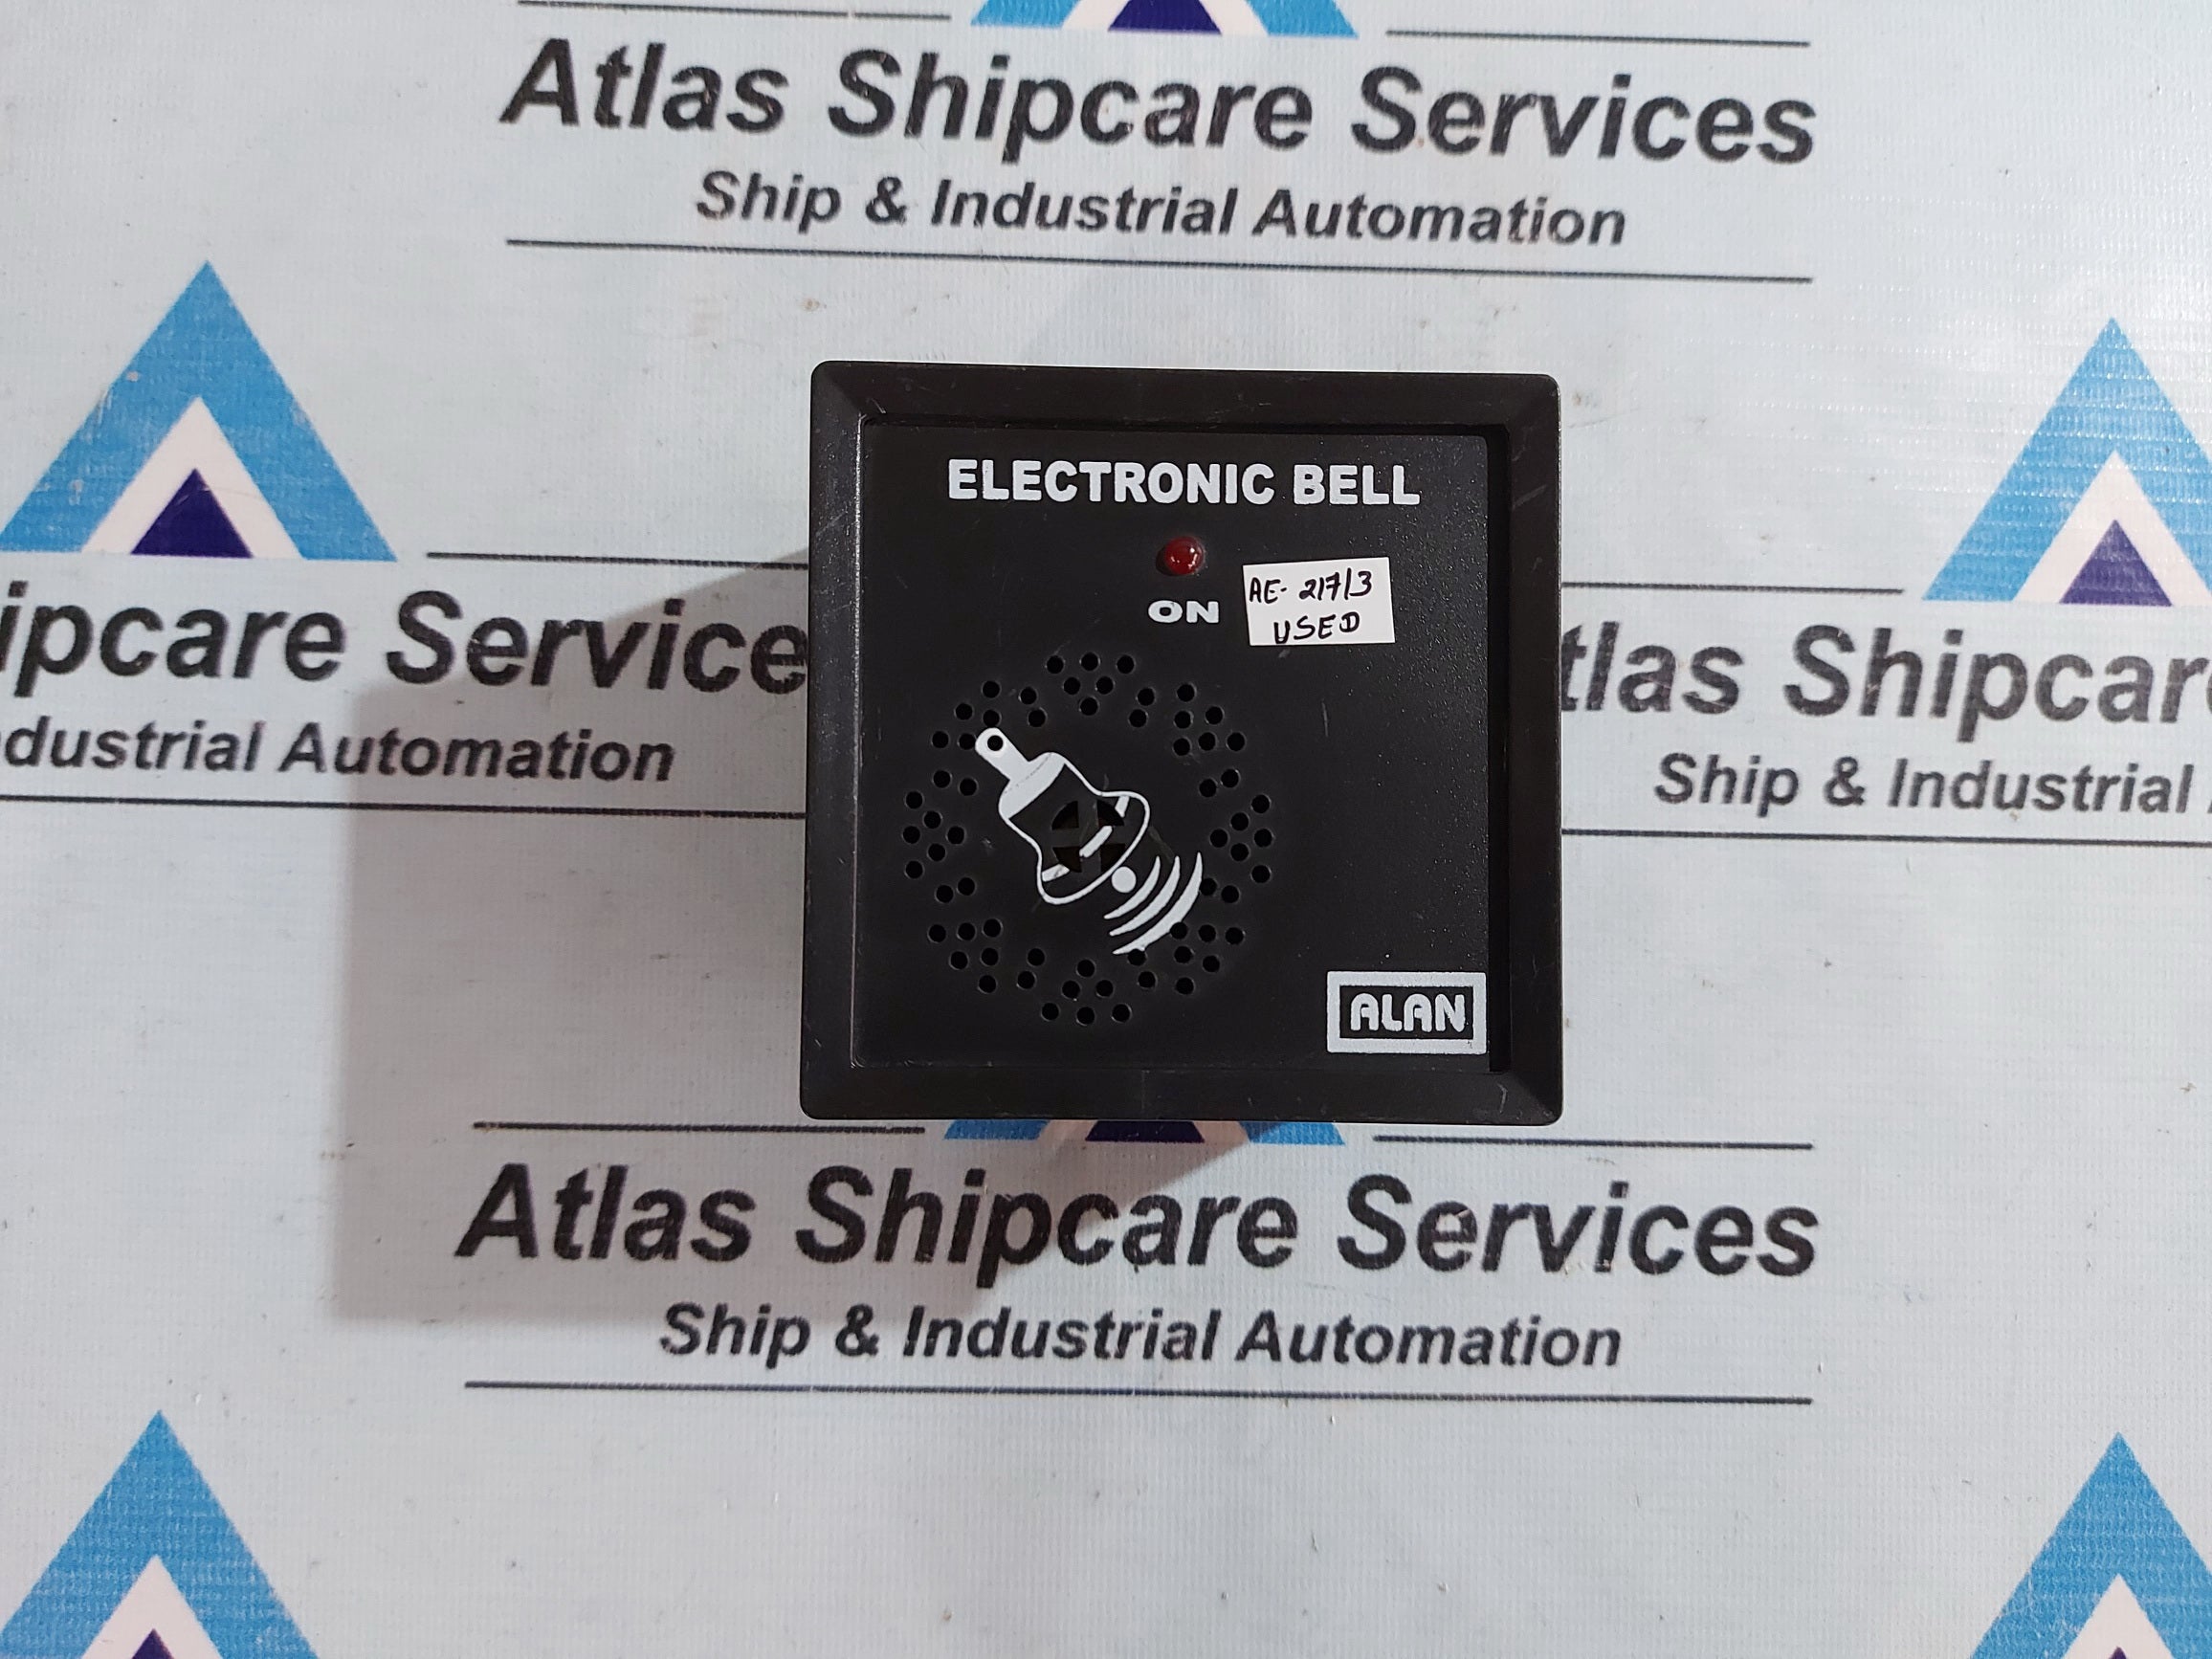 Atlas Shipcare Services
Ship & Industrial Automation
ELECTRONIC BELL
ON
AE- 217/3
USED
ALAN
ipcare Service
dustrial Automation
tlas Shipcar
Ship & Industrial
Atlas Shipcare Services
Ship & Industrial Automation